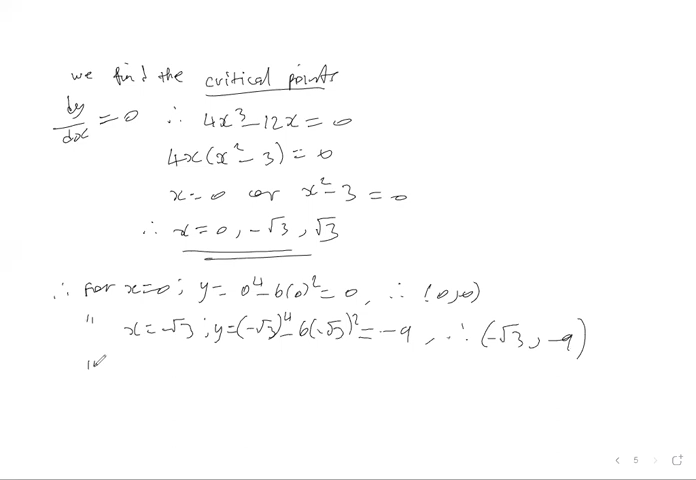 we find the critical points
dy/dx = 0 ∴ 4x³ - 12x = 0
4x(x² - 3) = 0
x = 0 or x² - 3 = 0
∴ x = 0, -√3, √3
∴ for x=0; y = 0⁴ - 6(0)² = 0, ∴ (0,0)
" x = -√3; y = (-√3)⁴ - 6(-√3)² = -9, ∴ (-√3, -9)
"
5